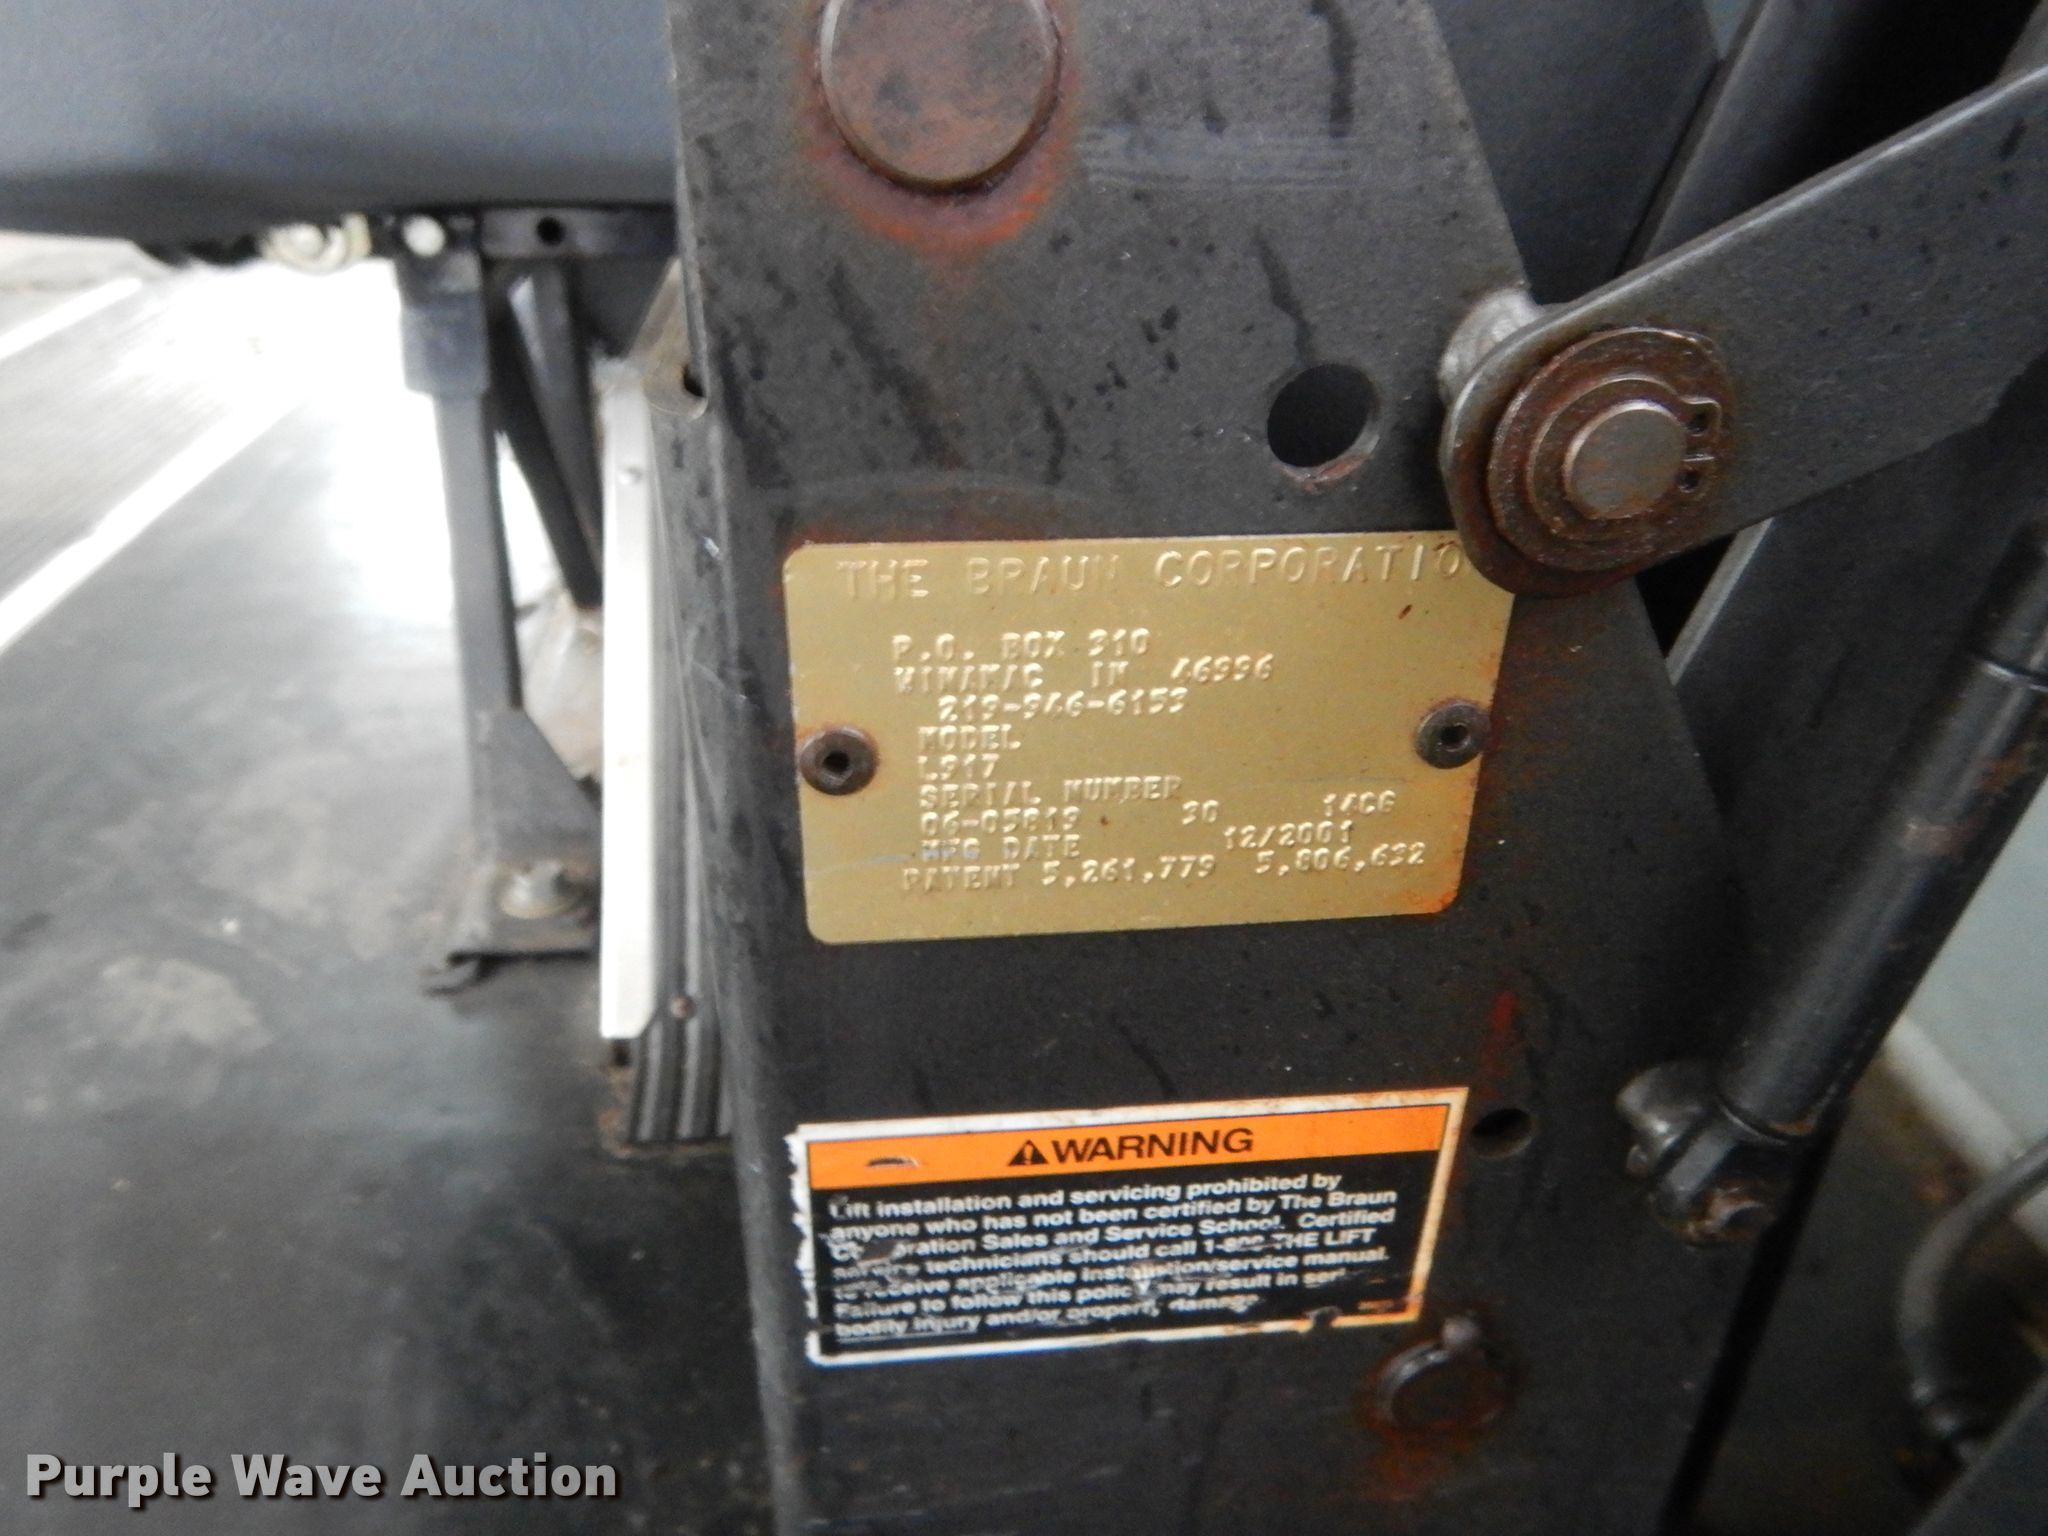 THE BRAUN CORPORATIO
P.O. BOX 310
WINAMAC IN 46996
219-946-6153
MODEL
L917
SERIAL NUMBER
06-05819 30 14CG
MFG DATE 12/2001
PATENT 5,261,779 5,806,632
WARNING
Lift installation and servicing prohibited by
anyone who has not been certified by The Braun
Sales and Service School. Certified
technicians should call 1-800-THE LIFT
to receive applicable installation/service manual.
Failure to follow this policy may result in
bodily injury and/or property damage.
Purple Wave Auction